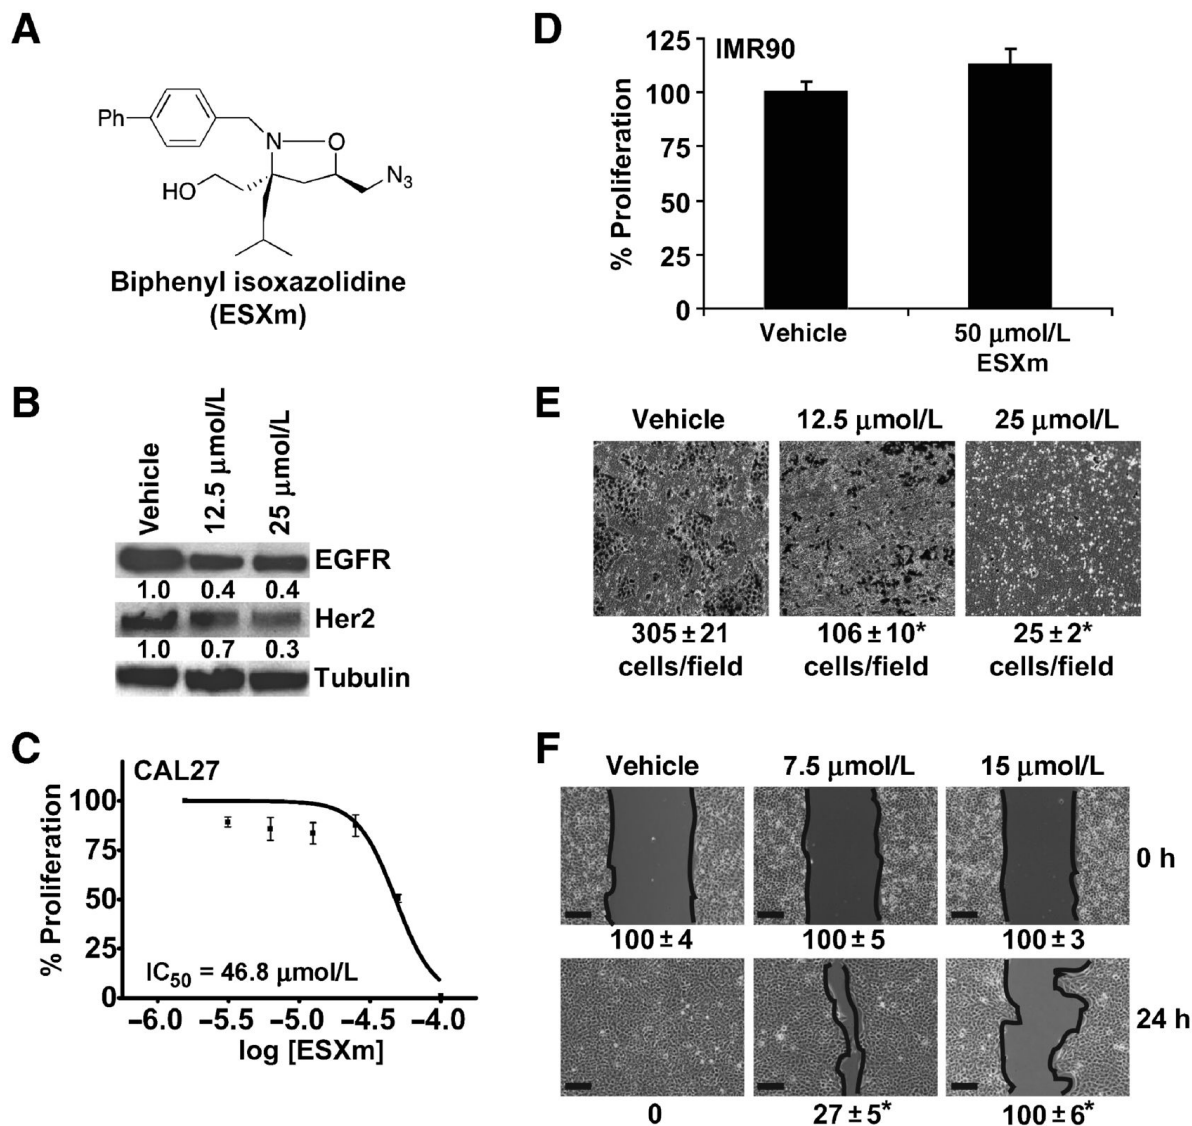 A
Ph
N
O
HO
N3
Biphenyl isoxazolidine
(ESXm)
B
Vehicle
12.5 μmol/L
25 μmol/L
EGFR
1.0 0.4 0.4
Her2
1.0 0.7 0.3
Tubulin
C
CAL27
% Proliferation
100
75
50
25
0
IC50 = 46.8 μmol/L
–6.0 –5.5 –5.0 –4.5 –4.0
log [ESXm]
D
IMR90
% Proliferation
125
100
75
50
25
0
Vehicle
50 μmol/L
ESXm
E
Vehicle 12.5 μmol/L 25 μmol/L
305 ± 21 106 ± 10* 25 ± 2*
cells/field cells/field cells/field
F
Vehicle 7.5 μmol/L 15 μmol/L
0 h
100 ± 4 100 ± 5 100 ± 3
24 h
0 27 ± 5* 100 ± 6*